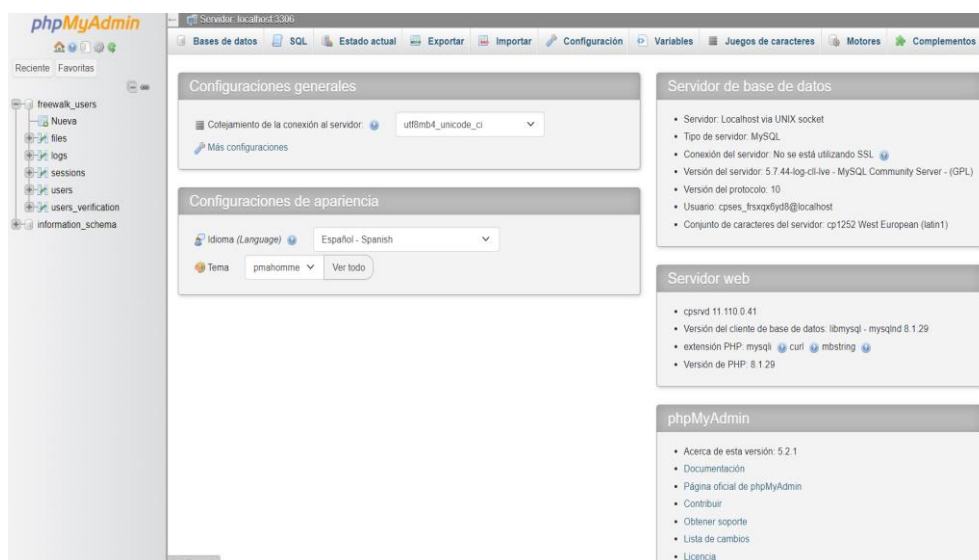 phpMyAdmin
Reciente Favoritas
freewalk_users
Nueva
files
logs
sessions
users
users_verification
information_schema
Servidor: localhost:3306
Bases de datos SQL Estado actual Exportar Importar Configuración Variables Juegos de caracteres Motores Complementos
Configuraciones generales
Cotejamiento de la conexión al servidor: utf8mb4_unicode_ci
Más configuraciones
Configuraciones de apariencia
Idioma (Language) Español - Spanish
Tema pmahomme Ver todo
Servidor de base de datos
Servidor: Localhost via UNIX socket
Tipo de servidor: MySQL
Conexión del servidor: No se está utilizando SSL
Versión del servidor: 5.7.44-log-cll-lve - MySQL Community Server - (GPL)
Versión del protocolo: 10
Usuario: cpses_frsxqx6yd8@localhost
Conjunto de caracteres del servidor: cp1252 West European (latin1)
Servidor web
cpsrvd 11.110.0.41
Versión del cliente de base de datos: libmysql - mysqlnd 8.1.29
extensión PHP: mysqli curl mbstring
Versión de PHP: 8.1.29
phpMyAdmin
Acerca de esta versión: 5.2.1
Documentación
Página oficial de phpMyAdmin
Contribuir
Obtener soporte
Lista de cambios
Licencia